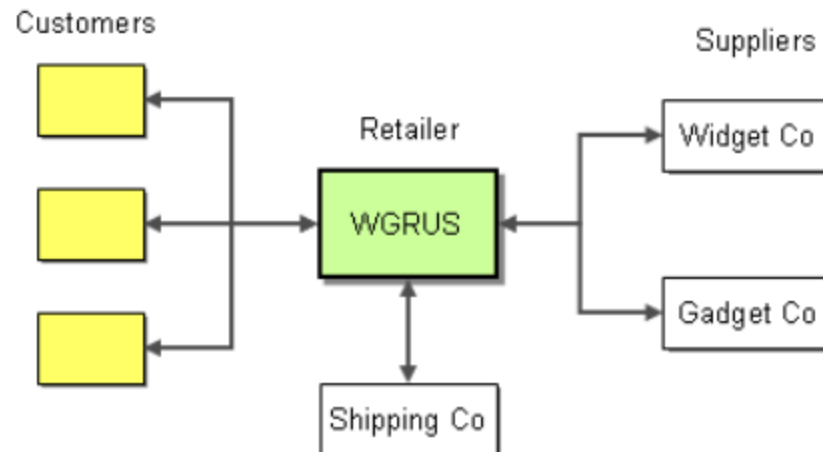 Customers
Suppliers
Retailer
Widget Co
WGRUS
Gadget Co
Shipping Co